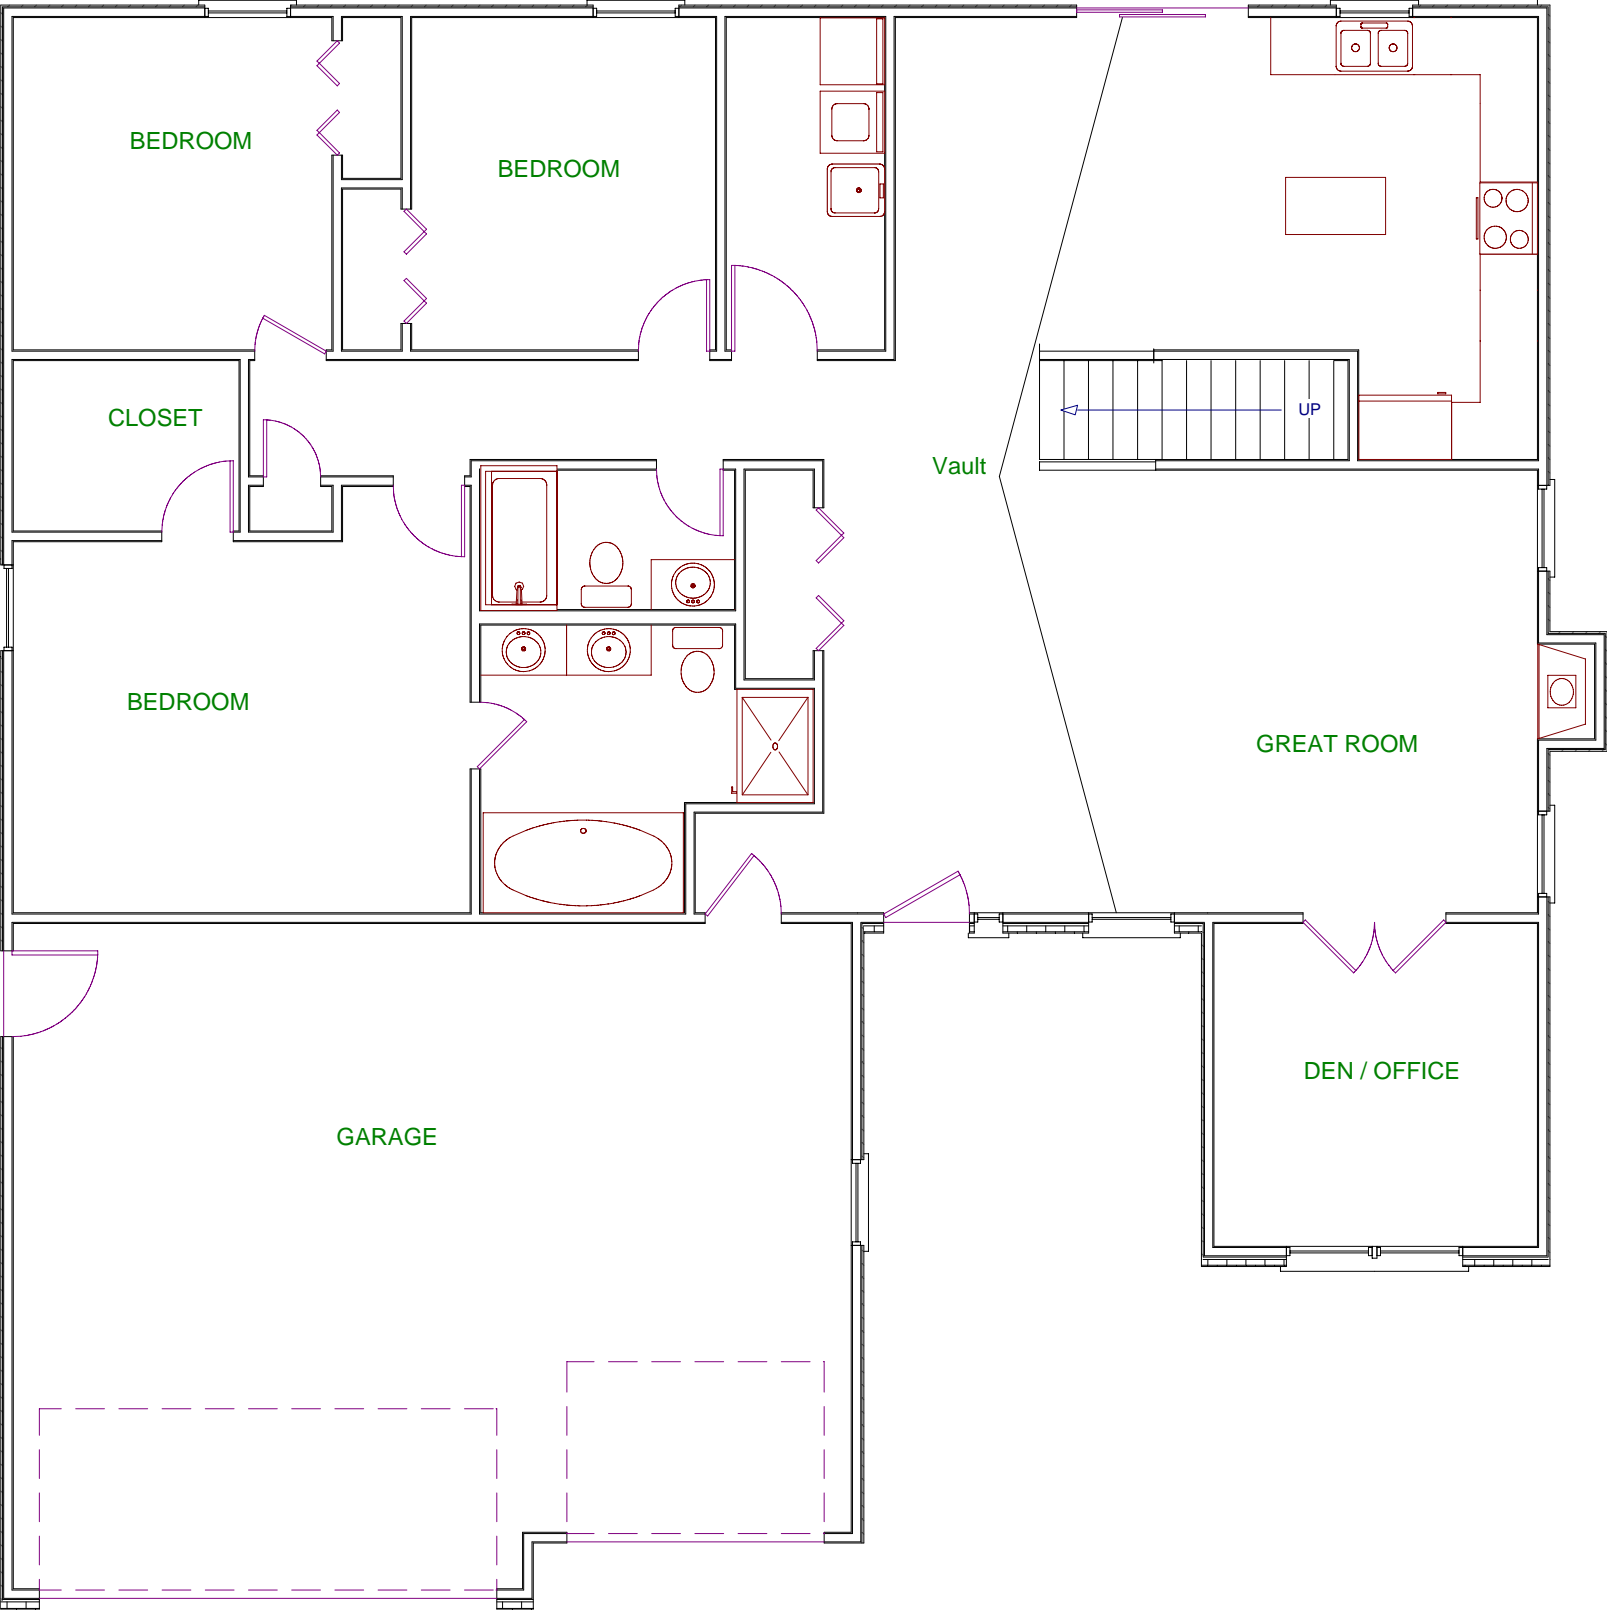 BEDROOM
BEDROOM
CLOSET
UP
Vault
BEDROOM
GREAT ROOM
DEN / OFFICE
GARAGE